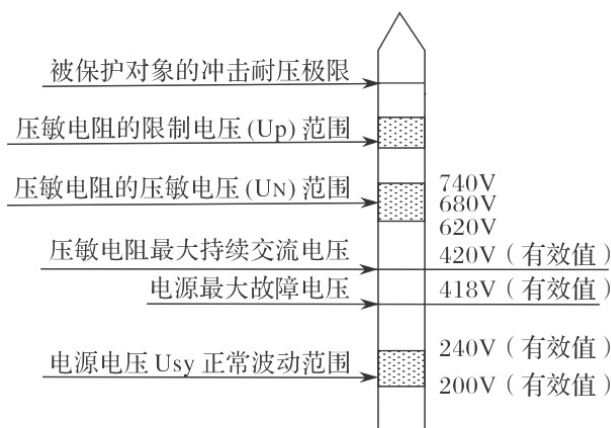 被保护对象的冲击耐压极限
压敏电阻的限制电压(Up)范围
压敏电阻的压敏电压(UN)范围
740V
680V
620V
压敏电阻最大持续交流电压
420V(有效值)
电源最大故障电压
418V(有效值)
240V(有效值)
电源电压 Usy 正常波动范围
200V(有效值)